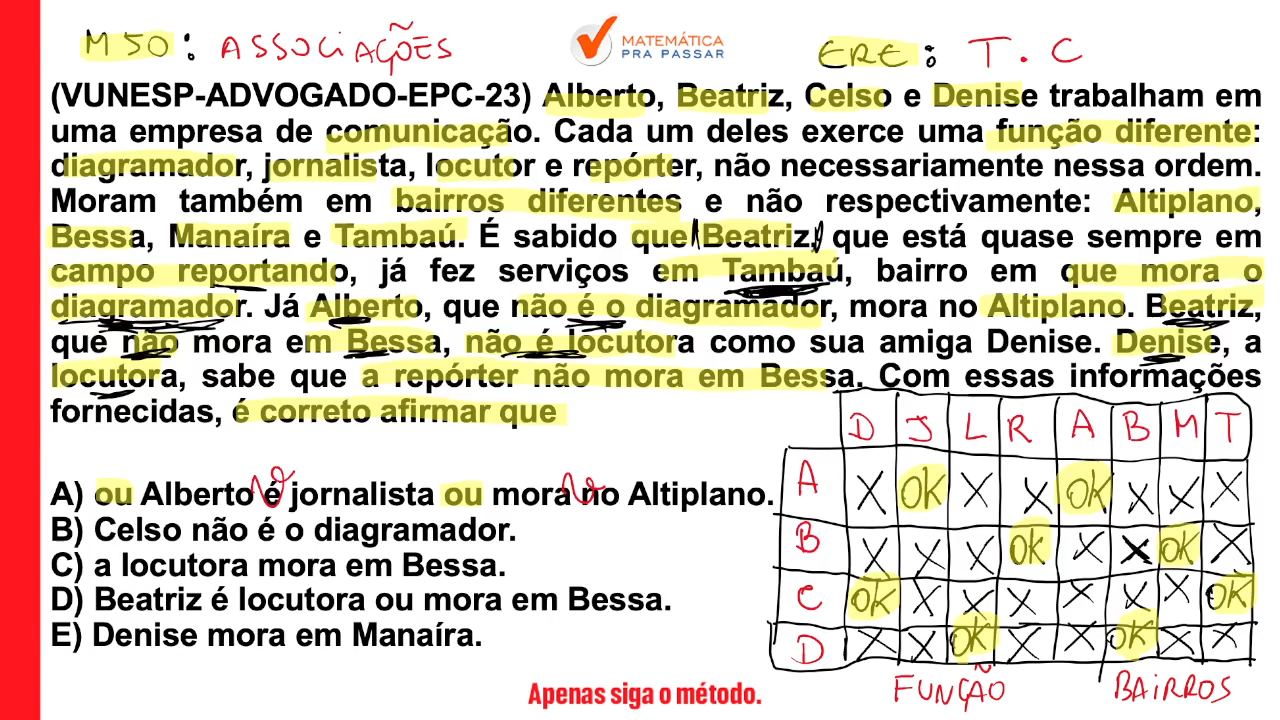 M 50: ASSOCIAÇÕES
MATEMÁTICA
PRA PASSAR
ERE: T. C
(VUNESP-ADVOGADO-EPC-23) Alberto, Beatriz, Celso e Denise trabalham em
uma empresa de comunicação. Cada um deles exerce uma função diferente:
diagramador, jornalista, locutor e repórter, não necessariamente nessa ordem.
Moram também em bairros diferentes e não respectivamente: Altiplano,
Bessa, Manaíra e Tambaú. É sabido que Beatriz, que está quase sempre em
campo reportando, já fez serviços em Tambaú, bairro em que mora o
diagramador. Já Alberto, que não é o diagramador, mora no Altiplano. Beatriz,
que não mora em Bessa, não é locutora como sua amiga Denise. Denise, a
locutora, sabe que a repórter não mora em Bessa. Com essas informações
fornecidas, é correto afirmar que
A) ou Alberto é jornalista ou mora no Altiplano.
B) Celso não é o diagramador.
C) a locutora mora em Bessa.
D) Beatriz é locutora ou mora em Bessa.
E) Denise mora em Manaíra.
D J L R A B M T
A X OK X X OK X X X
B X X X OK X X OK X
C OK X X X X X X OK
D X X OK X X OK X X
FUNÇÃO BAIRROS
Apenas siga o método.